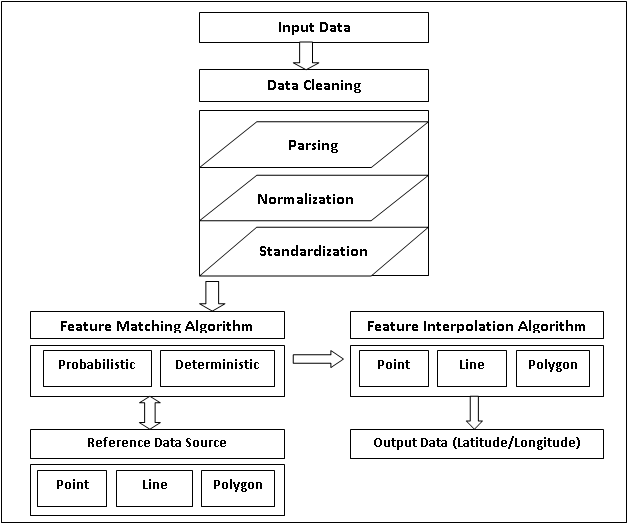 Input Data
Data Cleaning
Parsing
Normalization
Standardization
Feature Matching Algorithm
Probabilistic
Deterministic
Feature Interpolation Algorithm
Point
Line
Polygon
Reference Data Source
Point
Line
Polygon
Output Data (Latitude/Longitude)